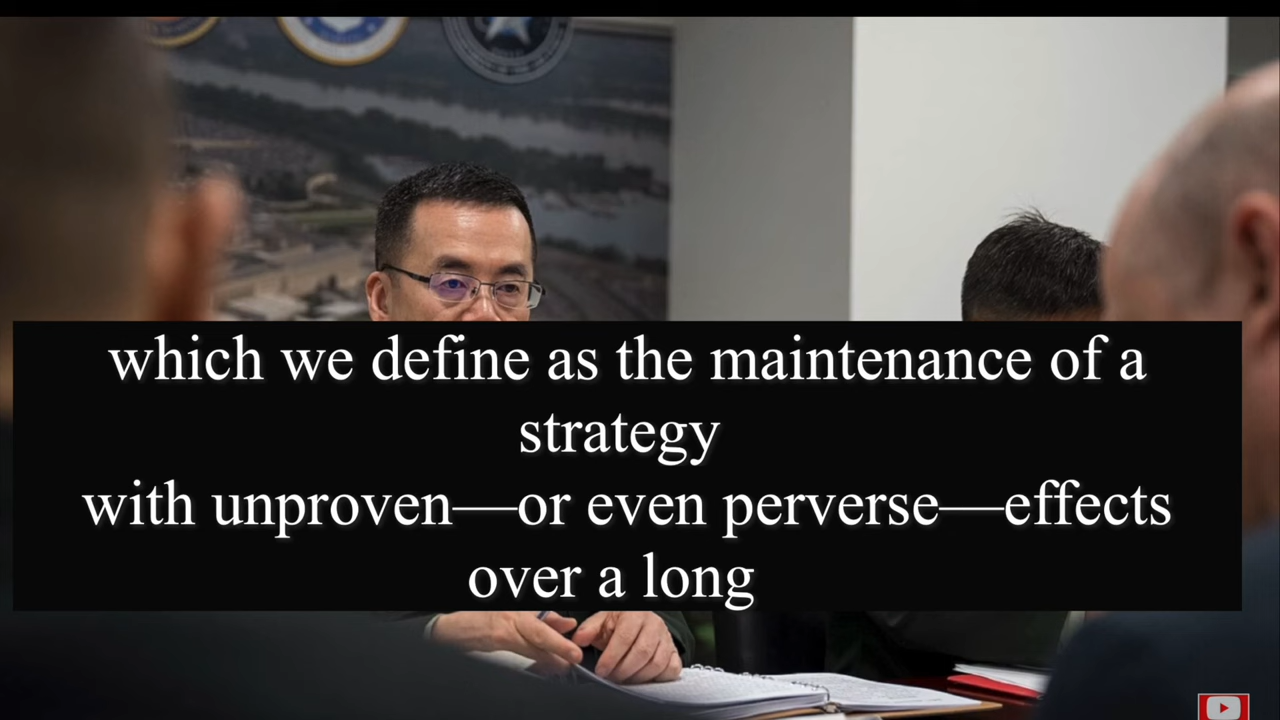 which we define as the maintenance of a
strategy
with unproven—or even perverse—effects
over a long